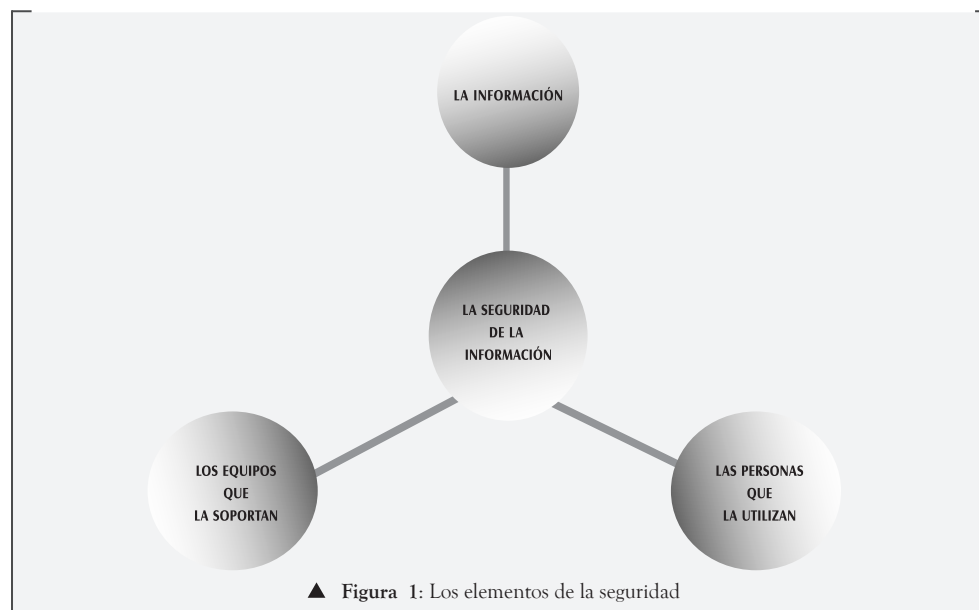 LA INFORMACIÓN
LA SEGURIDAD
DE LA
INFORMACIÓN
LOS EQUIPOS
QUE
LA SOPORTAN
LAS PERSONAS
QUE
LA UTILIZAN
▲ Figura 1: Los elementos de la seguridad